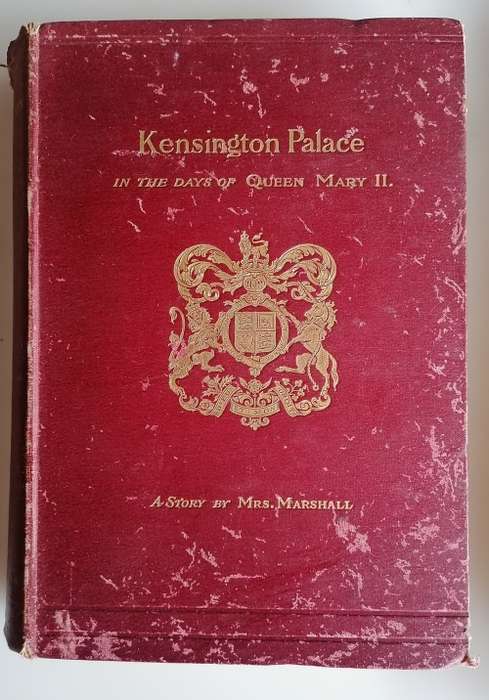 Kensington Palace
IN THE DAYS OF QUEEN MARY II.
A STORY BY MRS. MARSHALL